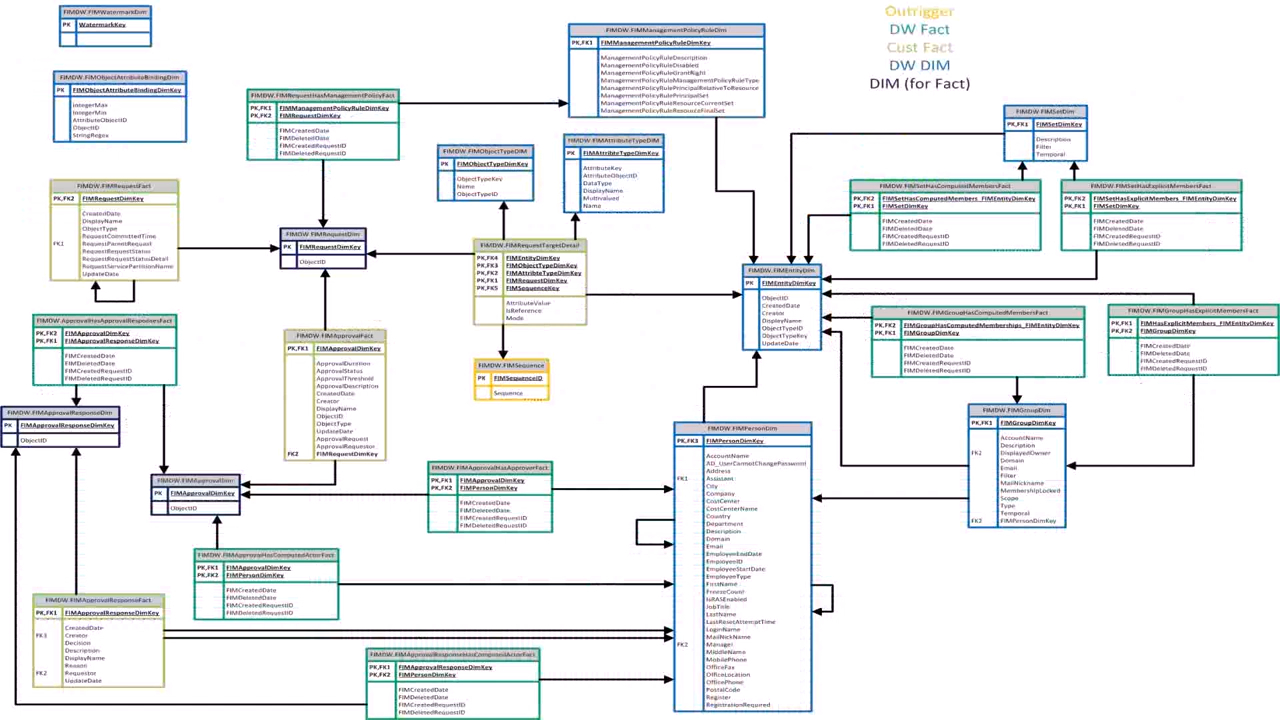 Outrigger
DW Fact
Cust Fact
DW DIM
DIM (for Fact)
FIMDW.FIMWatermarkDim
PK WatermarkKey
FIMDW.FIMObjectAttributeBindingDim
PK FIMObjectAttributeBindingDimKey
IntegerMax
IntegerMin
AttributeObjectID
ObjectID
StringRegex
FIMDW.FIMRequestHasManagementPolicyFact
PK,FK1 FIMManagementPolicyRuleDimKey
PK,FK2 FIMRequestDimKey
FIMCreatedDate
FIMDeletedDate
FIMCreatedRequestID
FIMDeletedRequestID
FIMDW.FIMManagementPolicyRuleDim
PK,FK1 FIMManagementPolicyRuleDimKey
ManagementPolicyRuleDescription
ManagementPolicyRuleDisabled
ManagementPolicyRuleGrantRight
ManagementPolicyRuleManagementPolicyRuleType
ManagementPolicyRulePrincipalRelativeToResource
ManagementPolicyRulePrincipalSet
ManagementPolicyRuleResourceCurrentSet
ManagementPolicyRuleResourceFinalSet
FIMDW.FIMObjectTypeDIM
PK FIMObjectTypeDimKey
ObjectTypeKey
Name
ObjectTypeID
FIMDW.FIMAttributeTypeDIM
PK FIMAttribteTypeDimKey
AttributeKey
AttributeObjectID
DataType
DisplayName
Multivalued
Name
FIMDW.FIMSetDim
PK,FK1 FIMSetDimKey
Description
Filter
Temporal
FIMDW.FIMSetHasComputedMembersFact
PK,FK2 FIMSetHasComputedMembers_FIMEntityDimKey
PK,FK1 FIMSetDimKey
FIMCreatedDate
FIMDeletedDate
FIMCreatedRequestID
FIMDeletedRequestID
FIMDW.FIMSetHasExplicitMembersFact
PK,FK2 FIMSetHasExplicitMembers_FIMEntityDimKey
PK,FK1 FIMSetDimKey
FIMCreatedDate
FIMDeletedDate
FIMCreatedRequestID
FIMDeletedRequestID
FIMDW.FIMRequestFact
PK,FK2 FIMRequestDimKey
CreatedDate
DisplayName
ObjectType
RequestCommittedTime
FK1 RequestParentRequest
RequestRequestStatus
RequestRequestStatusDetail
RequestServicePartitionName
UpdateDate
FIMDW.FIMRequestDim
PK FIMRequestDimKey
ObjectID
FIMDW.FIMRequestTargetDetail
PK,FK4 FIMEntityDimKey
PK,FK3 FIMObjectTypeDimKey
PK,FK2 FIMAttribteTypeDimKey
PK,FK1 FIMRequestDimKey
PK,FK5 FIMSequenceKey
AttributeValue
IsReference
Mode
FIMDW.FIMEntityDim
PK FIMEntityDimKey
ObjectID
CreatedDate
Creator
DisplayName
ObjectTypeID
ObjectTypeKey
UpdateDate
FIMDW.FIMGroupHasComputedMembersFact
PK,FK2 FIMGroupHasComputedMemberships_FIMEntityDimKey
PK,FK1 FIMGroupDimKey
FIMCreatedDate
FIMDeletedDate
FIMCreatedRequestID
FIMDeletedRequestID
FIMDW.FIMGroupHasExplicitMembersFact
PK,FK1 FIMHasExplicitMembers_FIMEntityDimKey
PK,FK2 FIMGroupDimKey
FIMCreatedDate
FIMDeletedDate
FIMCreatedRequestID
FIMDeletedRequestID
FIMDW.ApprovalHasApprovalResponsesFact
PK,FK2 FIMApprovalDimKey
PK,FK1 FIMApprovalResponseDimKey
FIMCreatedDate
FIMDeletedDate
FIMCreatedRequestID
FIMDeletedRequestID
FIMDW.FIMApprovalFact
PK,FK1 FIMApprovalDimKey
ApprovalDuration
ApprovalStatus
ApprovalThreshold
ApprovalDescription
CreatedDate
Creator
DisplayName
ObjectID
ObjectType
UpdateDate
ApprovalRequest
ApprovalRequestor
FK2 FIMRequestDimKey
FIMDW.FIMSequence
PK FIMSequenceID
Sequence
FIMDW.FIMApprovalResponseDim
PK FIMApprovalResponseDimKey
ObjectID
FIMDW.FIMGroupDim
PK,FK1 FIMGroupDimKey
AccountName
Description
FK2 DisplayedOwner
Domain
Email
Filter
MailNickname
MembershipLocked
Scope
Type
Temporal
FK2 FIMPersonDimKey
FIMDW.FIMPersonDim
PK,FK3 FIMPersonDimKey
AccountName
AD_UserCannotChangePassword
Address
FK1 Assistant
City
Company
CostCenter
CostCenterName
Country
Department
Description
Domain
Email
EmployeeEndDate
EmployeeID
EmployeeStartDate
EmployeeType
FirstName
FreezeCount
IsRASEnabled
JobTitle
LastName
LastResetAttemptTime
LoginName
MailNickName
FK2 Manager
MiddleName
MobilePhone
OfficeFax
OfficeLocation
OfficePhone
PostalCode
Register
RegistrationRequired
FIMDW.FIMApprovalDim
PK FIMApprovalDimKey
ObjectID
FIMDW.FIMApprovalHasApproverFact
PK,FK1 FIMApprovalDimKey
PK,FK2 FIMPersonDimKey
FIMCreatedDate
FIMDeletedDate
FIMCreatedRequestID
FIMDeletedRequestID
FIMDW.FIMApprovalHasComputedActorFact
PK,FK1 FIMApprovalDimKey
PK,FK2 FIMPersonDimKey
FIMCreatedDate
FIMDeletedDate
FIMCreatedRequestID
FIMDeletedRequestID
FIMDW.FIMApprovalResponseFact
PK,FK1 FIMApprovalResponseDimKey
CreatedDate
FK3 Creator
Decision
Description
DisplayName
Reason
FK2 Requestor
UpdateDate
FIMDW.FIMApprovalResponseHasComputedActorFact
PK,FK1 FIMApprovalResponseDimKey
PK,FK2 FIMPersonDimKey
FIMCreatedDate
FIMDeletedDate
FIMCreatedRequestID
FIMDeletedRequestID